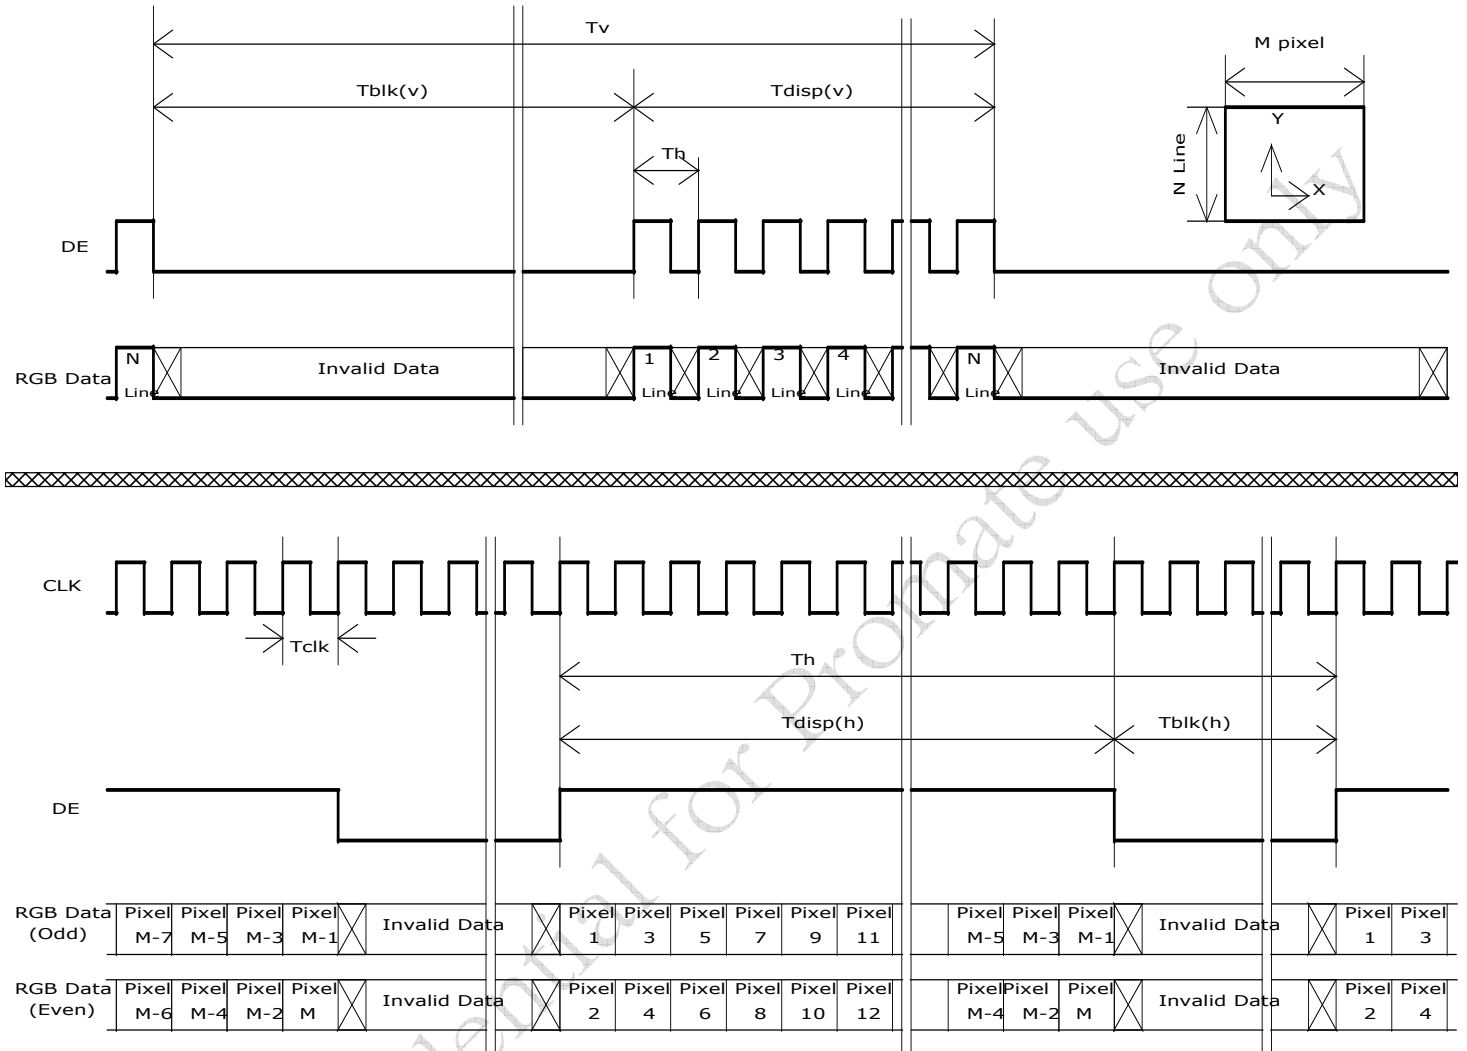 Tv
M pixel
Tblk(v) Tdisp(v)
Th
N Line
Y
X
DE
RGB Data
N Line Invalid Data 1 Line 2 Line 3 Line 4 Line N Line Invalid Data
CLK
Tclk
Th
Tdisp(h) Tblk(h)
DE
RGB Data (Odd) Pixel M-7 Pixel M-5 Pixel M-3 Pixel M-1 Invalid Data Pixel 1 Pixel 3 Pixel 5 Pixel 7 Pixel 9 Pixel 11 Pixel M-5 Pixel M-3 Pixel M-1 Invalid Data Pixel 1 Pixel 3
RGB Data (Even) Pixel M-6 Pixel M-4 Pixel M-2 Pixel M Invalid Data Pixel 2 Pixel 4 Pixel 6 Pixel 8 Pixel 10 Pixel 12 Pixel M-4 Pixel M-2 Pixel M Invalid Data Pixel 2 Pixel 4
dential for Promate use only